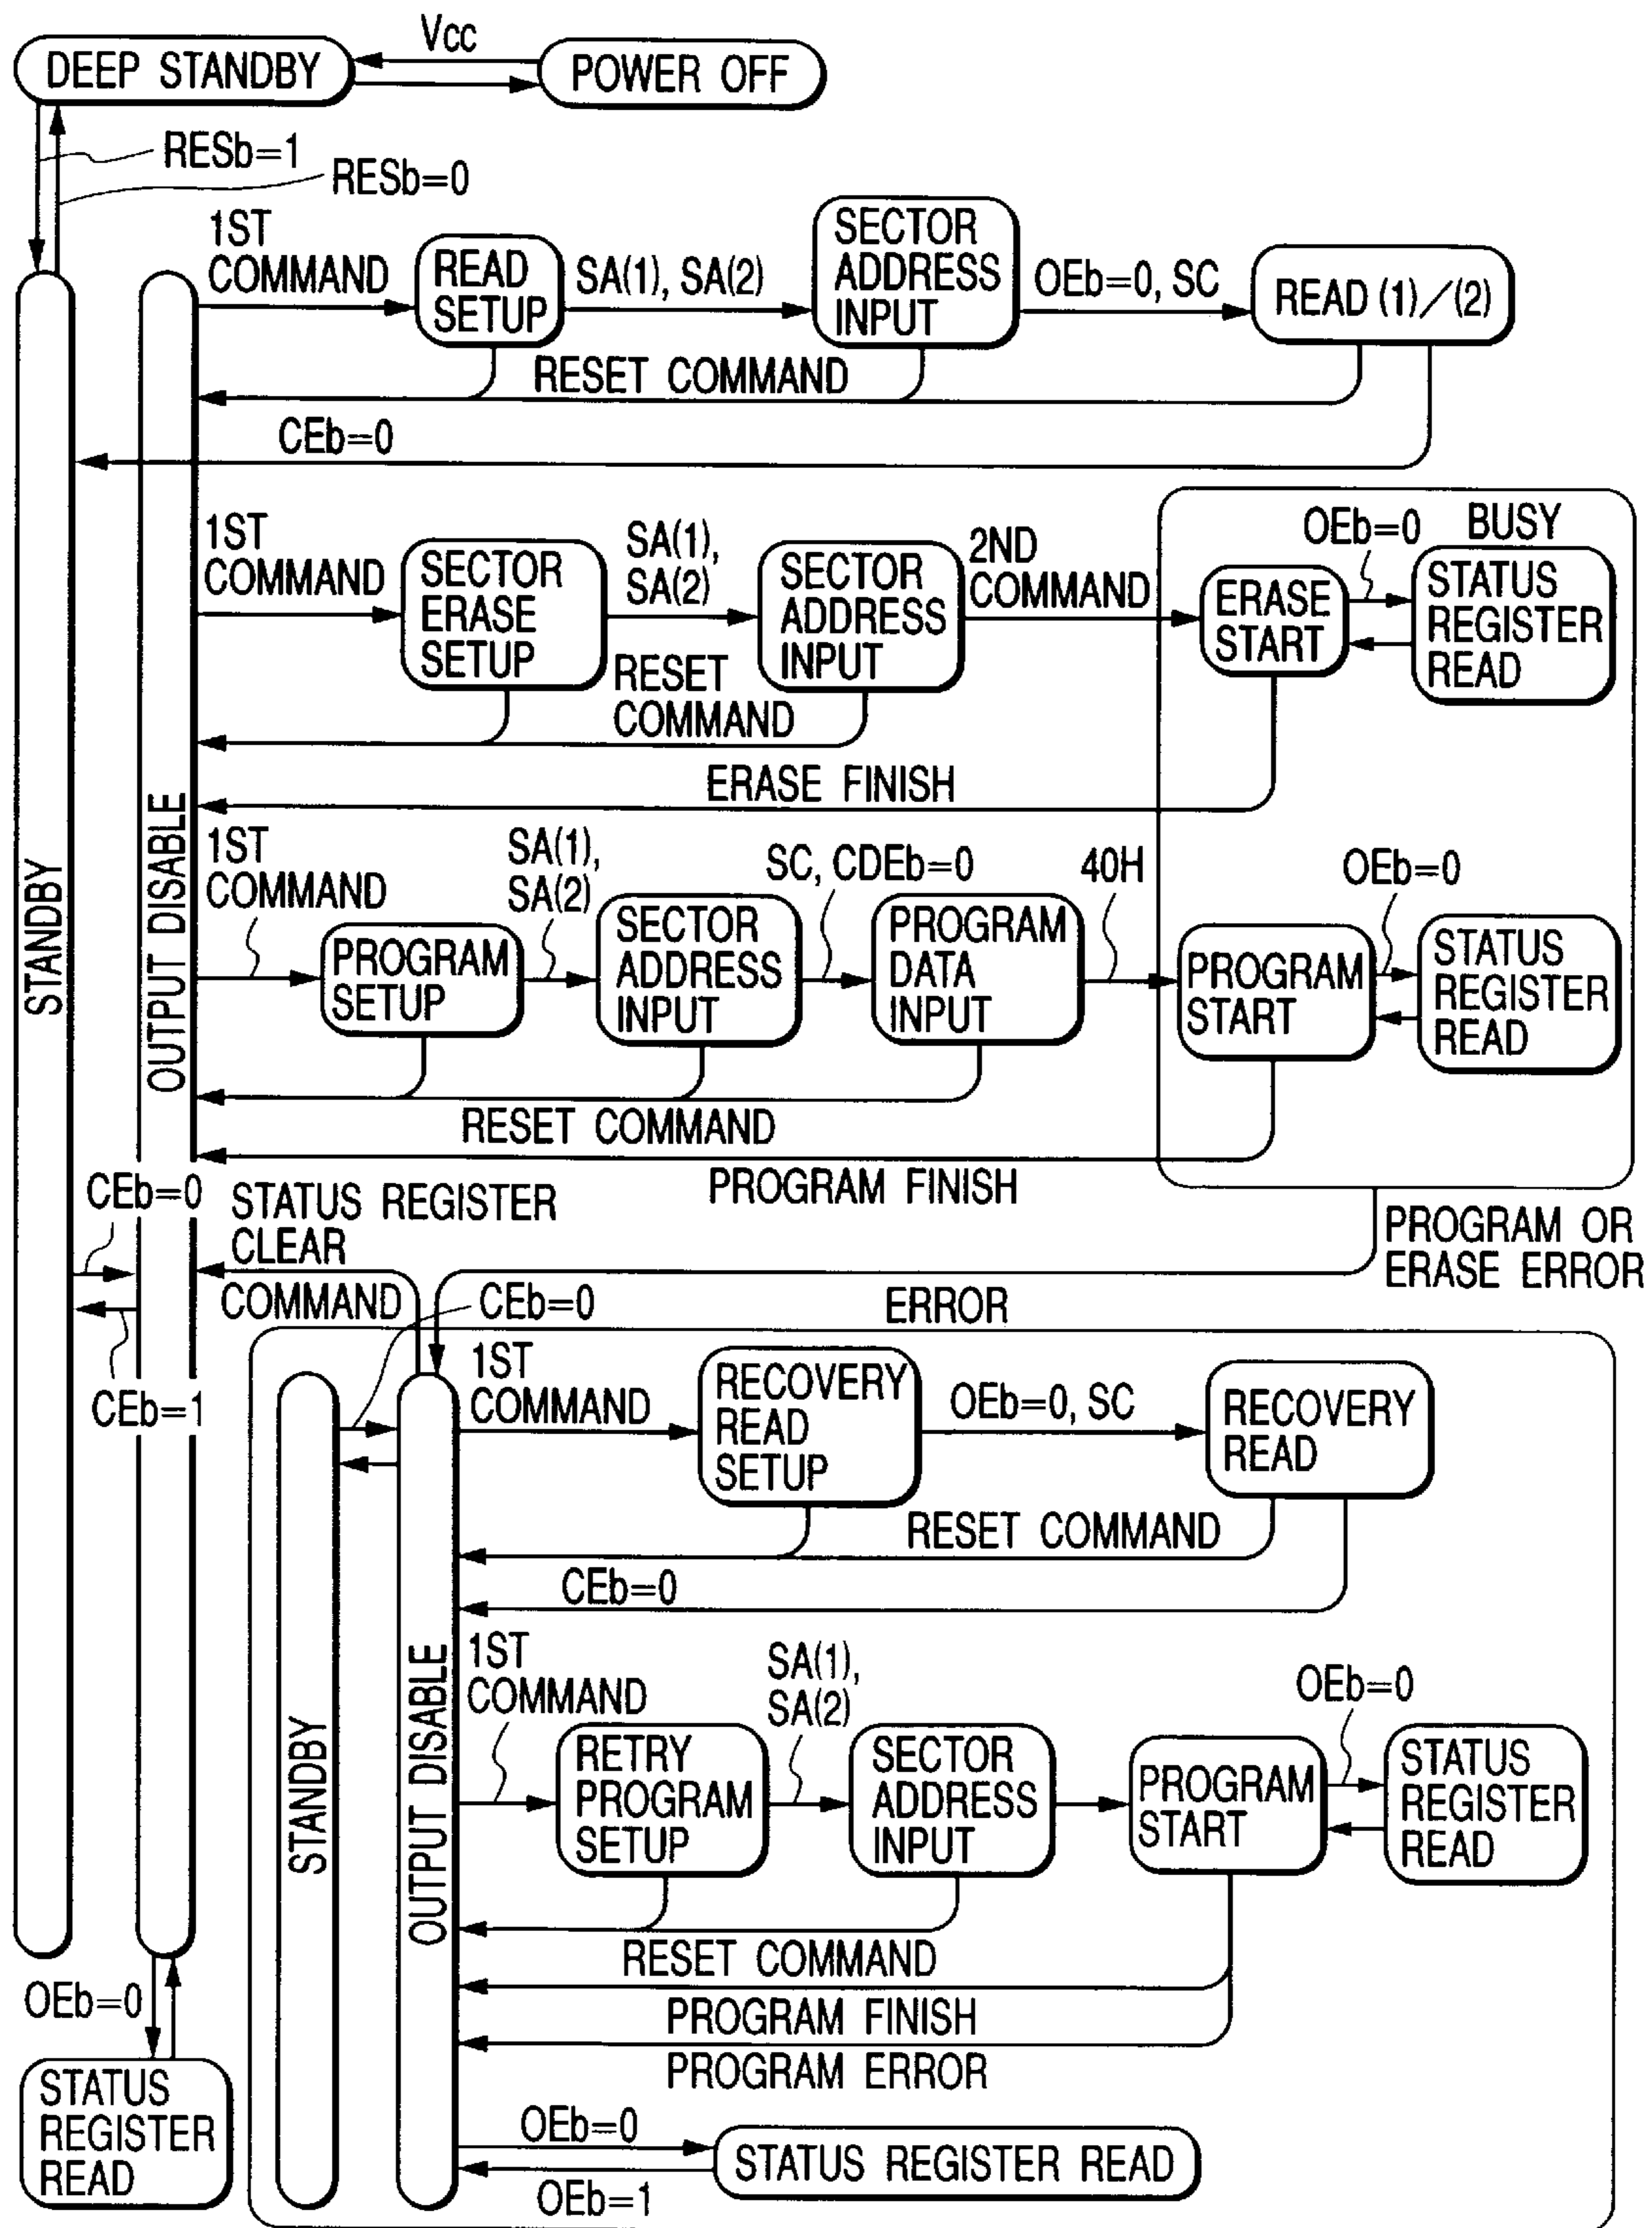 Vcc
DEEP STANDBY
POWER OFF
RESb=1
RESb=0
1ST
COMMAND
READ
SETUP
SA(1), SA(2)
SECTOR
ADDRESS
INPUT
OEb=0, SC
READ (1)/(2)
RESET COMMAND
CEb=0
1ST
COMMAND
SECTOR
ERASE
SETUP
SA(1),
SA(2)
SECTOR
ADDRESS
INPUT
2ND
COMMAND
BUSY
OEb=0
ERASE
START
STATUS
REGISTER
READ
RESET
COMMAND
ERASE FINISH
STANDBY
OUTPUT DISABLE
1ST
COMMAND
PROGRAM
SETUP
SA(1),
SA(2)
SECTOR
ADDRESS
INPUT
SC, CDEb=0
PROGRAM
DATA
INPUT
40H
PROGRAM
START
OEb=0
STATUS
REGISTER
READ
RESET COMMAND
PROGRAM FINISH
CEb=0
CEb=1
STATUS REGISTER
CLEAR
COMMAND
PROGRAM OR
ERASE ERROR
ERROR
CEb=0
STANDBY
OUTPUT DISABLE
1ST
COMMAND
RECOVERY
READ
SETUP
OEb=0, SC
RECOVERY
READ
RESET COMMAND
CEb=0
1ST
COMMAND
RETRY
PROGRAM
SETUP
SA(1),
SA(2)
SECTOR
ADDRESS
INPUT
PROGRAM
START
OEb=0
STATUS
REGISTER
READ
RESET COMMAND
PROGRAM FINISH
PROGRAM ERROR
OEb=0
STATUS REGISTER READ
OEb=1
OEb=0
STATUS
REGISTER
READ